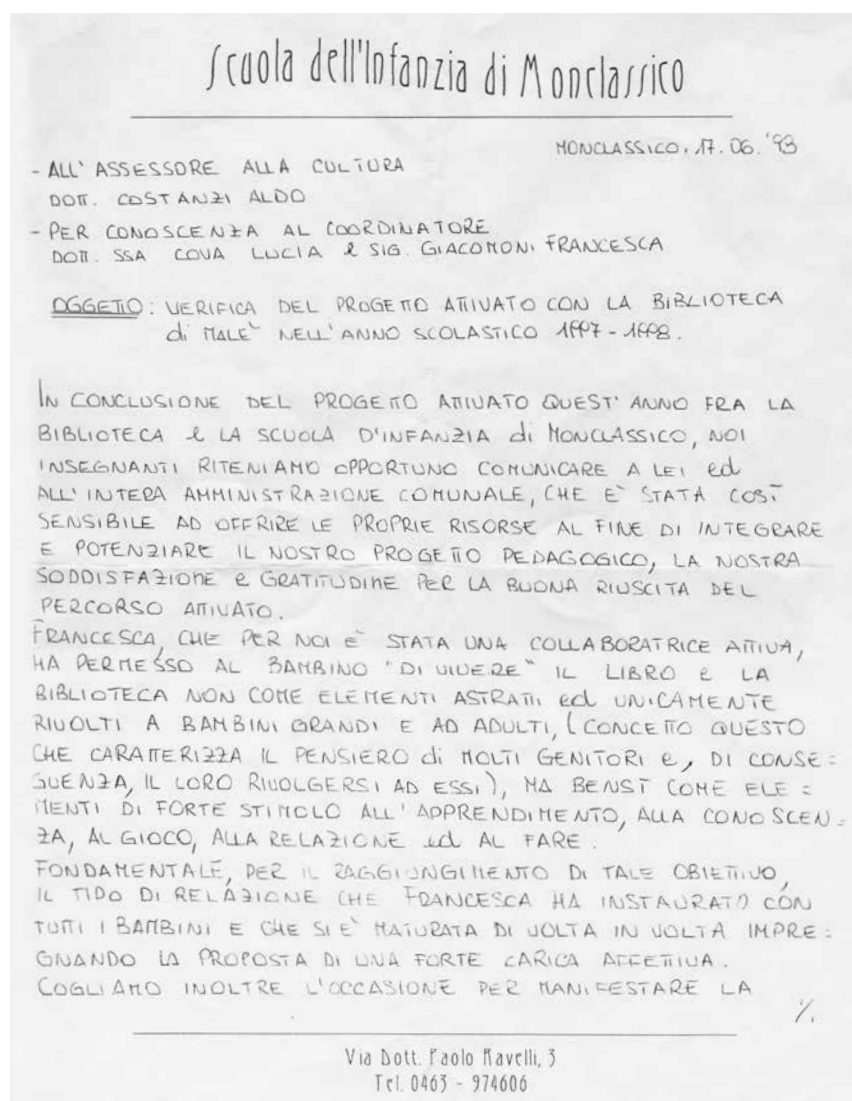 Scuola dell'Infanzia di Monclassico
MONCLASSICO, 17.06.'98
- ALL' ASSESSORE ALLA CULTURA
DOTT. COSTANZI ALDO
- PER CONOSCENZA AL COORDINATORE
DOTT. SSA COVA LUCIA e SIG. GIACOMONI FRANCESCA
OGGETTO: VERIFICA DEL PROGETTO ATTIVATO CON LA BIBLIOTECA
di MALE' NELL'ANNO SCOLASTICO 1997-1998.
IN CONCLUSIONE DEL PROGETTO ATTIVATO QUEST' ANNO FRA LA
BIBLIOTECA e LA SCUOLA D'INFANZIA di MONCLASSICO, NOI
INSEGNANTI RITENIAMO OPPORTUNO COMUNICARE A LEI ed
ALL'INTERA AMMINISTRAZIONE COMUNALE, CHE E' STATA COSÌ
SENSIBILE AD OFFRIRE LE PROPRIE RISORSE AL FINE DI INTEGRARE
E POTENZIARE IL NOSTRO PROGETTO PEDAGOGICO, LA NOSTRA
SODDISFAZIONE e GRATITUDINE PER LA BUONA RIUSCITA DEL
PERCORSO ATTIVATO.
FRANCESCA, CHE PER NOI E' STATA UNA COLLABORATRICE ATTIVA,
HA PERMESSO AL BAMBINO "DI VIVERE" IL LIBRO e LA
BIBLIOTECA NON COME ELEMENTI ASTRATTI ed UNICAMENTE
RIVOLTI A BAMBINI GRANDI E AD ADULTI, (CONCETTO QUESTO
CHE CARATTERIZZA IL PENSIERO di MOLTI GENITORI e, DI CONSE=
GUENZA, IL LORO RIVOLGERSI AD ESSI), MA BENSÌ COME ELE=
MENTI DI FORTE STIMOLO ALL'APPRENDIMENTO, ALLA CONOSCEN=
ZA, AL GIOCO, ALLA RELAZIONE ed AL FARE.
FONDAMENTALE, PER IL RAGGIUNGIMENTO DI TALE OBIETTIVO,
IL TIPO DI RELAZIONE CHE FRANCESCA HA INSTAURATO CON
TUTTI I BAMBINI E CHE SI E' MATURATA DI VOLTA IN VOLTA IMPRE=
GNANDO LA PROPOSTA DI UNA FORTE CARICA AFFETTIVA.
COGLIAMO INOLTRE L'OCCASIONE PER MANIFESTARE LA
%.
Via Dott. Paolo Ravelli, 3
Tel. 0463 - 974606